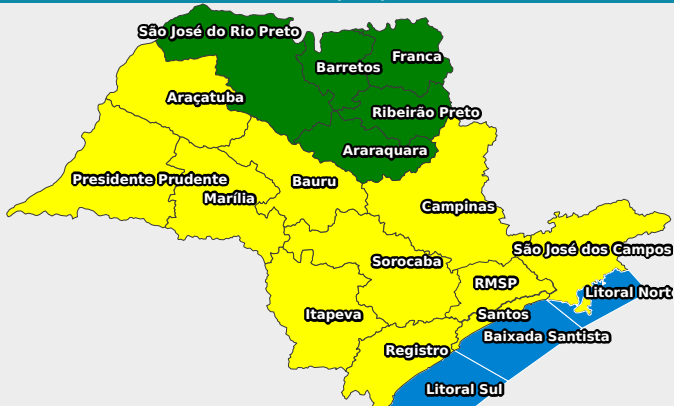 São José do Rio Preto
Franca
Barretos
Araçatuba
Ribeirão Preto
Araraquara
Presidente Prudente
Bauru
Marília
Campinas
São José dos Campos
Sorocaba
RMSP
Litoral Nort
Itapeva
Santos
Baixada Santista
Registro
Litoral Sul